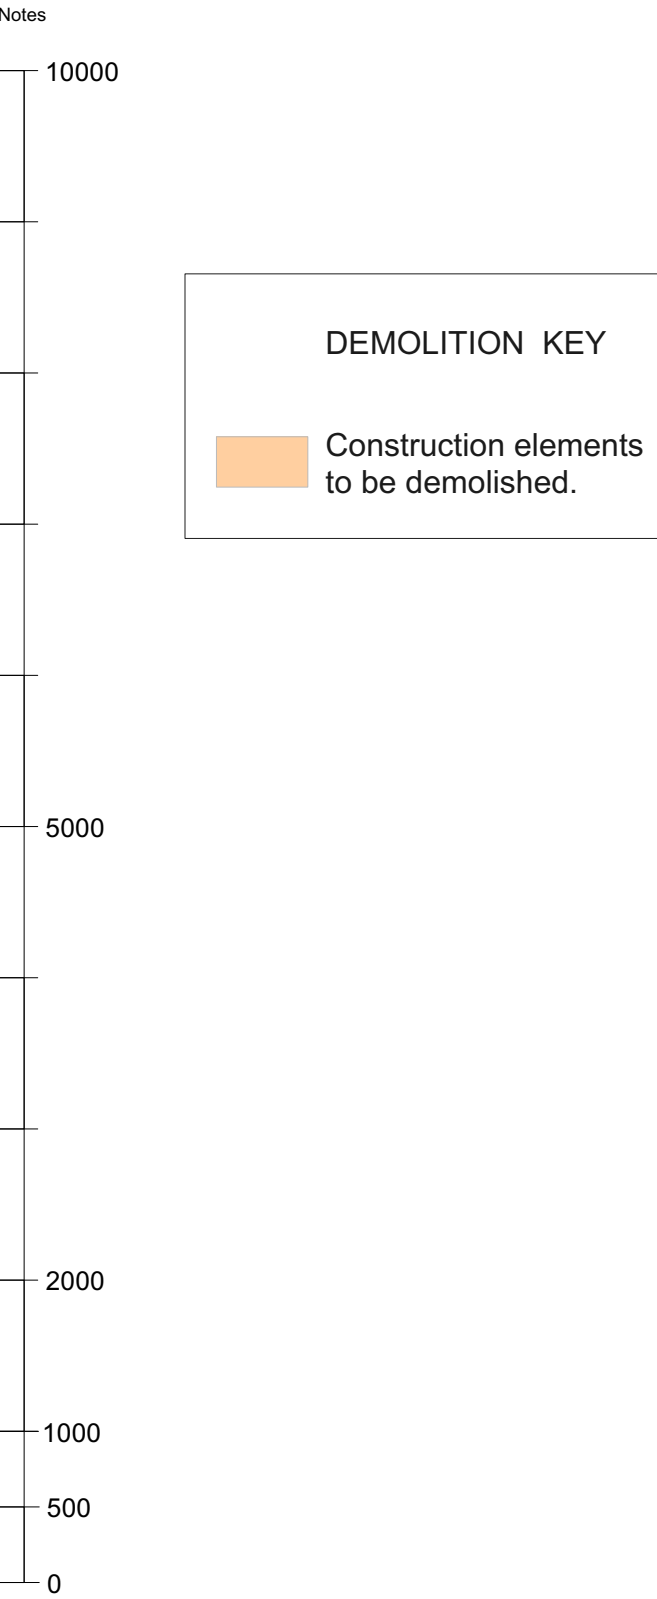 Notes
10000
DEMOLITION KEY
Construction elements
to be demolished.
5000
2000
1000
500
0